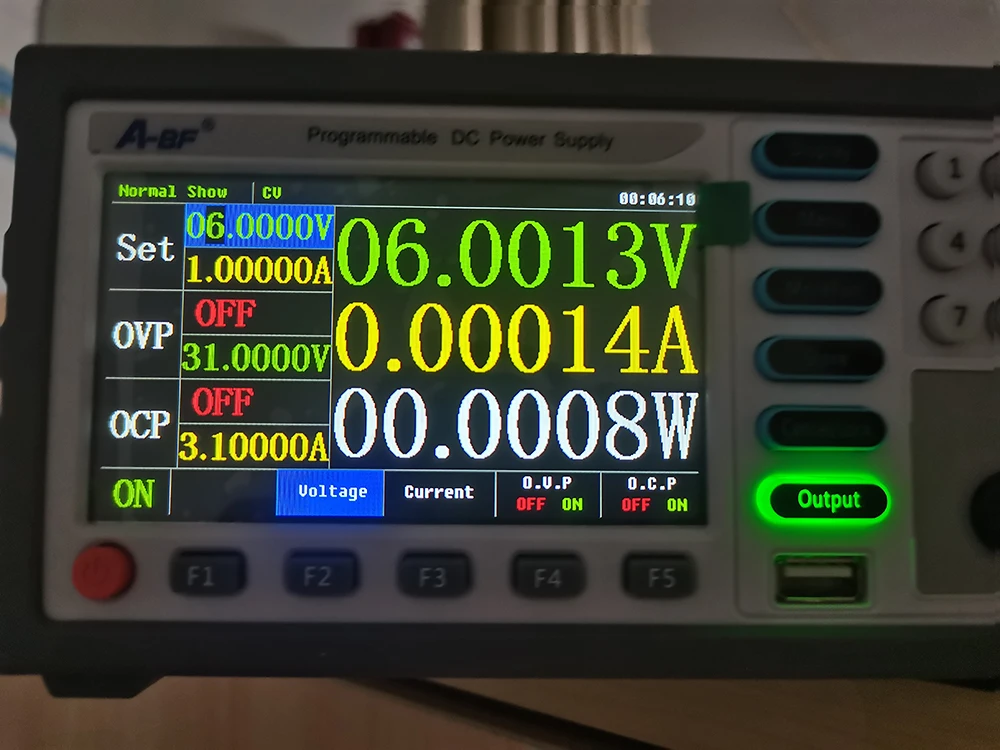 A-BF® Programmable DC Power Supply
Normal Show CV 00:06:10
Set 06.0000V 06.0013V
1.00000A
OVP OFF 0.00014A
31.0000V
OCP OFF 00.0008W
3.10000A
ON Voltage Current O.V.P OFF ON O.C.P OFF ON
F1 F2 F3 F4 F5
Output
1
4
7